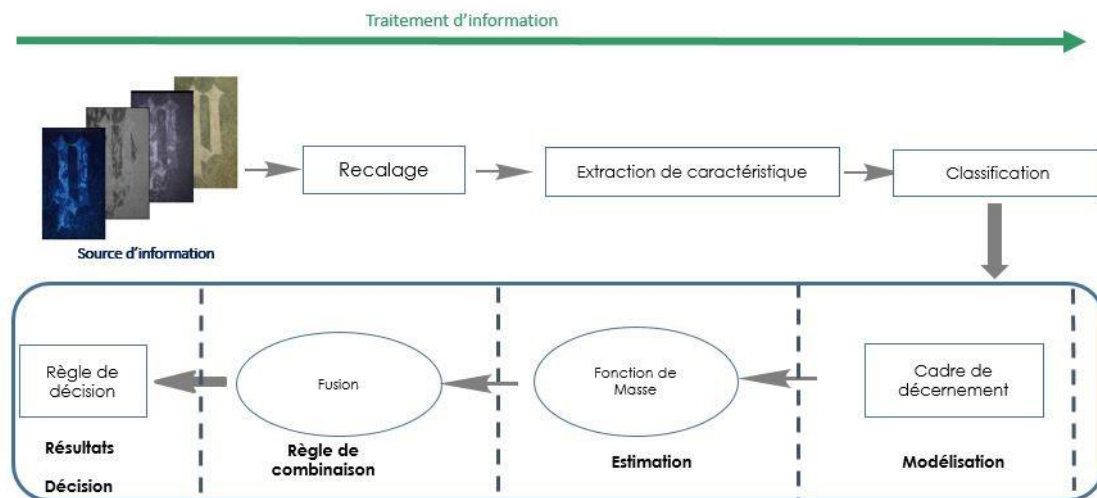 Traitement d'information
Recalage
Extraction de caractéristique
Classification
Source d'information
Règle de
décision
Fusion
Fonction de
Masse
Cadre de
décernement
Résultats
Décision
Règle de
combinaison
Estimation
Modélisation